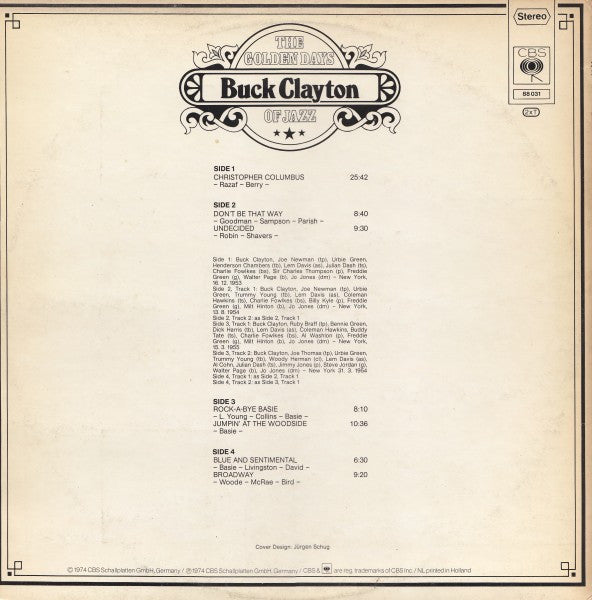 Stereo
CBS
88 031
2xT
THE
GOLDEN DAYS
Buck Clayton
OF JAZZ
SIDE 1
CHRISTOPHER COLUMBUS 25:42
– Razaf – Berry –
SIDE 2
DON'T BE THAT WAY 8:40
– Goodman – Sampson – Parish –
UNDECIDED 9:30
– Robin – Shavers –
Side 1: Buck Clayton, Joe Newman (tp), Urbie Green,
Henderson Chambers (tb), Lem Davis (as), Julian Dash (ts),
Charlie Fowlkes (bs), Sir Charles Thompson (p), Freddie
Green (g), Walter Page (b), Jo Jones (dm) – New York,
16. 12. 1953
Side 2, Track 1: Buck Clayton, Joe Newman (tp), Urbie
Green, Trummy Young (tb), Lem Davis (as), Coleman
Hawkins (ts), Charlie Fowlkes (bs), Billy Kyle (p), Freddie
Green (g), Milt Hinton (b), Jo Jones (dm) – New York,
13. 8. 1954
Side 2, Track 2: as Side 2, Track 1
Side 3, Track 1: Buck Clayton, Ruby Braff (tp), Bennie Green,
Dick Harris (tb), Lem Davis (as), Coleman Hawkins, Buddy
Tate (ts), Charlie Fowlkes (bs), Al Washlon (p), Freddie
Green (g), Milt Hinton (b), Jo Jones (dm) – New York,
15. 3. 1955
Side 3, Track 2: Buck Clayton, Joe Thomas (tp), Urbie Green,
Trummy Young (tb), Woody Herman (cl), Lem Davis (as),
Al Cohn, Julian Dash (ts), Jimmy Jones (p), Steve Jordan (g),
Walter Page (b), Jo Jones (dm) – New York 31. 3. 1954
Side 4, Track 1: as Side 2, Track 1
Side 4, Track 2: as Side 3, Track 1
SIDE 3
ROCK-A-BYE BASIE 8:10
– L. Young – Collins – Basie –
JUMPIN' AT THE WOODSIDE 10:36
– Basie –
SIDE 4
BLUE AND SENTIMENTAL 6:30
– Basie – Livingston – David –
BROADWAY 9:20
– Woode – McRae – Bird –
Cover Design: Jürgen Schug
© 1974 CBS Schallplatten GmbH, Germany / ℗ 1974 CBS Schallplatten GmbH, Germany / CBS & are reg. trademarks of CBS Inc. / NL printed in Holland